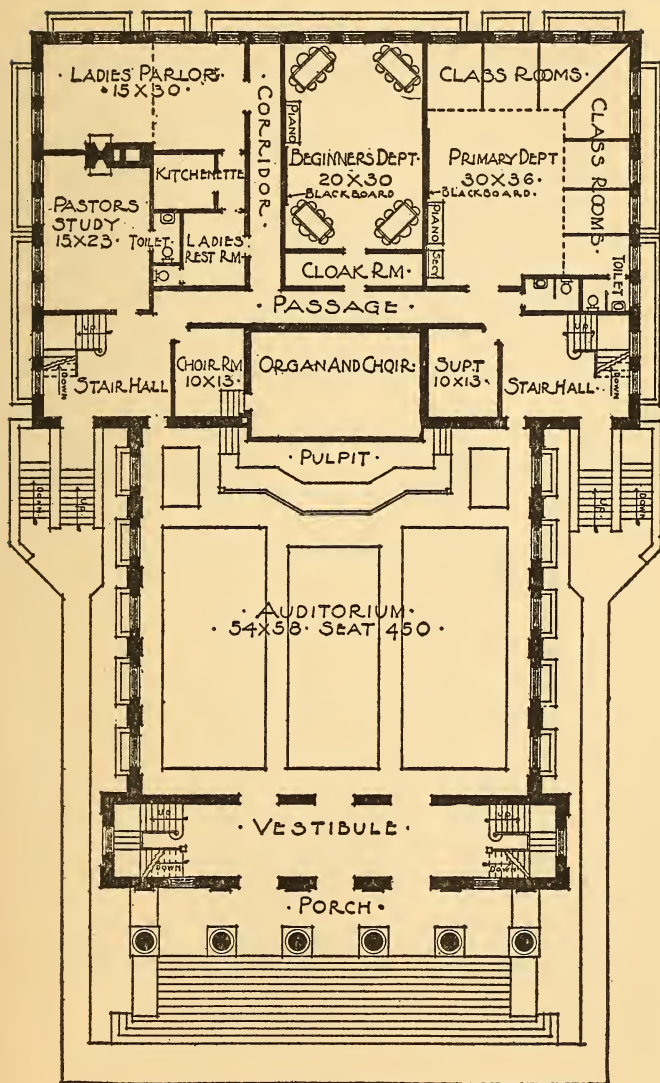 · LADIES' PARLOR ·
· 15 X 30 ·
CORRIDOR
PIANO
BEGINNERS DEPT ·
20 X 30
BLACKBOARD
CLASS ROOMS ·
CLASS ROOMS ·
PRIMARY DEPT
30 X 36 ·
BLACKBOARD ·
PIANO
SECY
KITCHENETTE
PASTORS
STUDY
15 X 23 ·
TOILET ·
LADIES'
REST RM ·
CLOAK RM ·
TOILET
· PASSAGE ·
UP
DOWN
STAIR HALL
CHOIR RM
10 X 13 ·
ORGAN AND CHOIR ·
SUPT
10 X 13 ·
UP
DOWN
STAIR HALL ·
· PULPIT ·
DOWN
UP
UP
DOWN
· AUDITORIUM ·
· 54 X 58 · SEAT 450 ·
UP
DOWN
· VESTIBULE ·
UP
DOWN
· PORCH ·